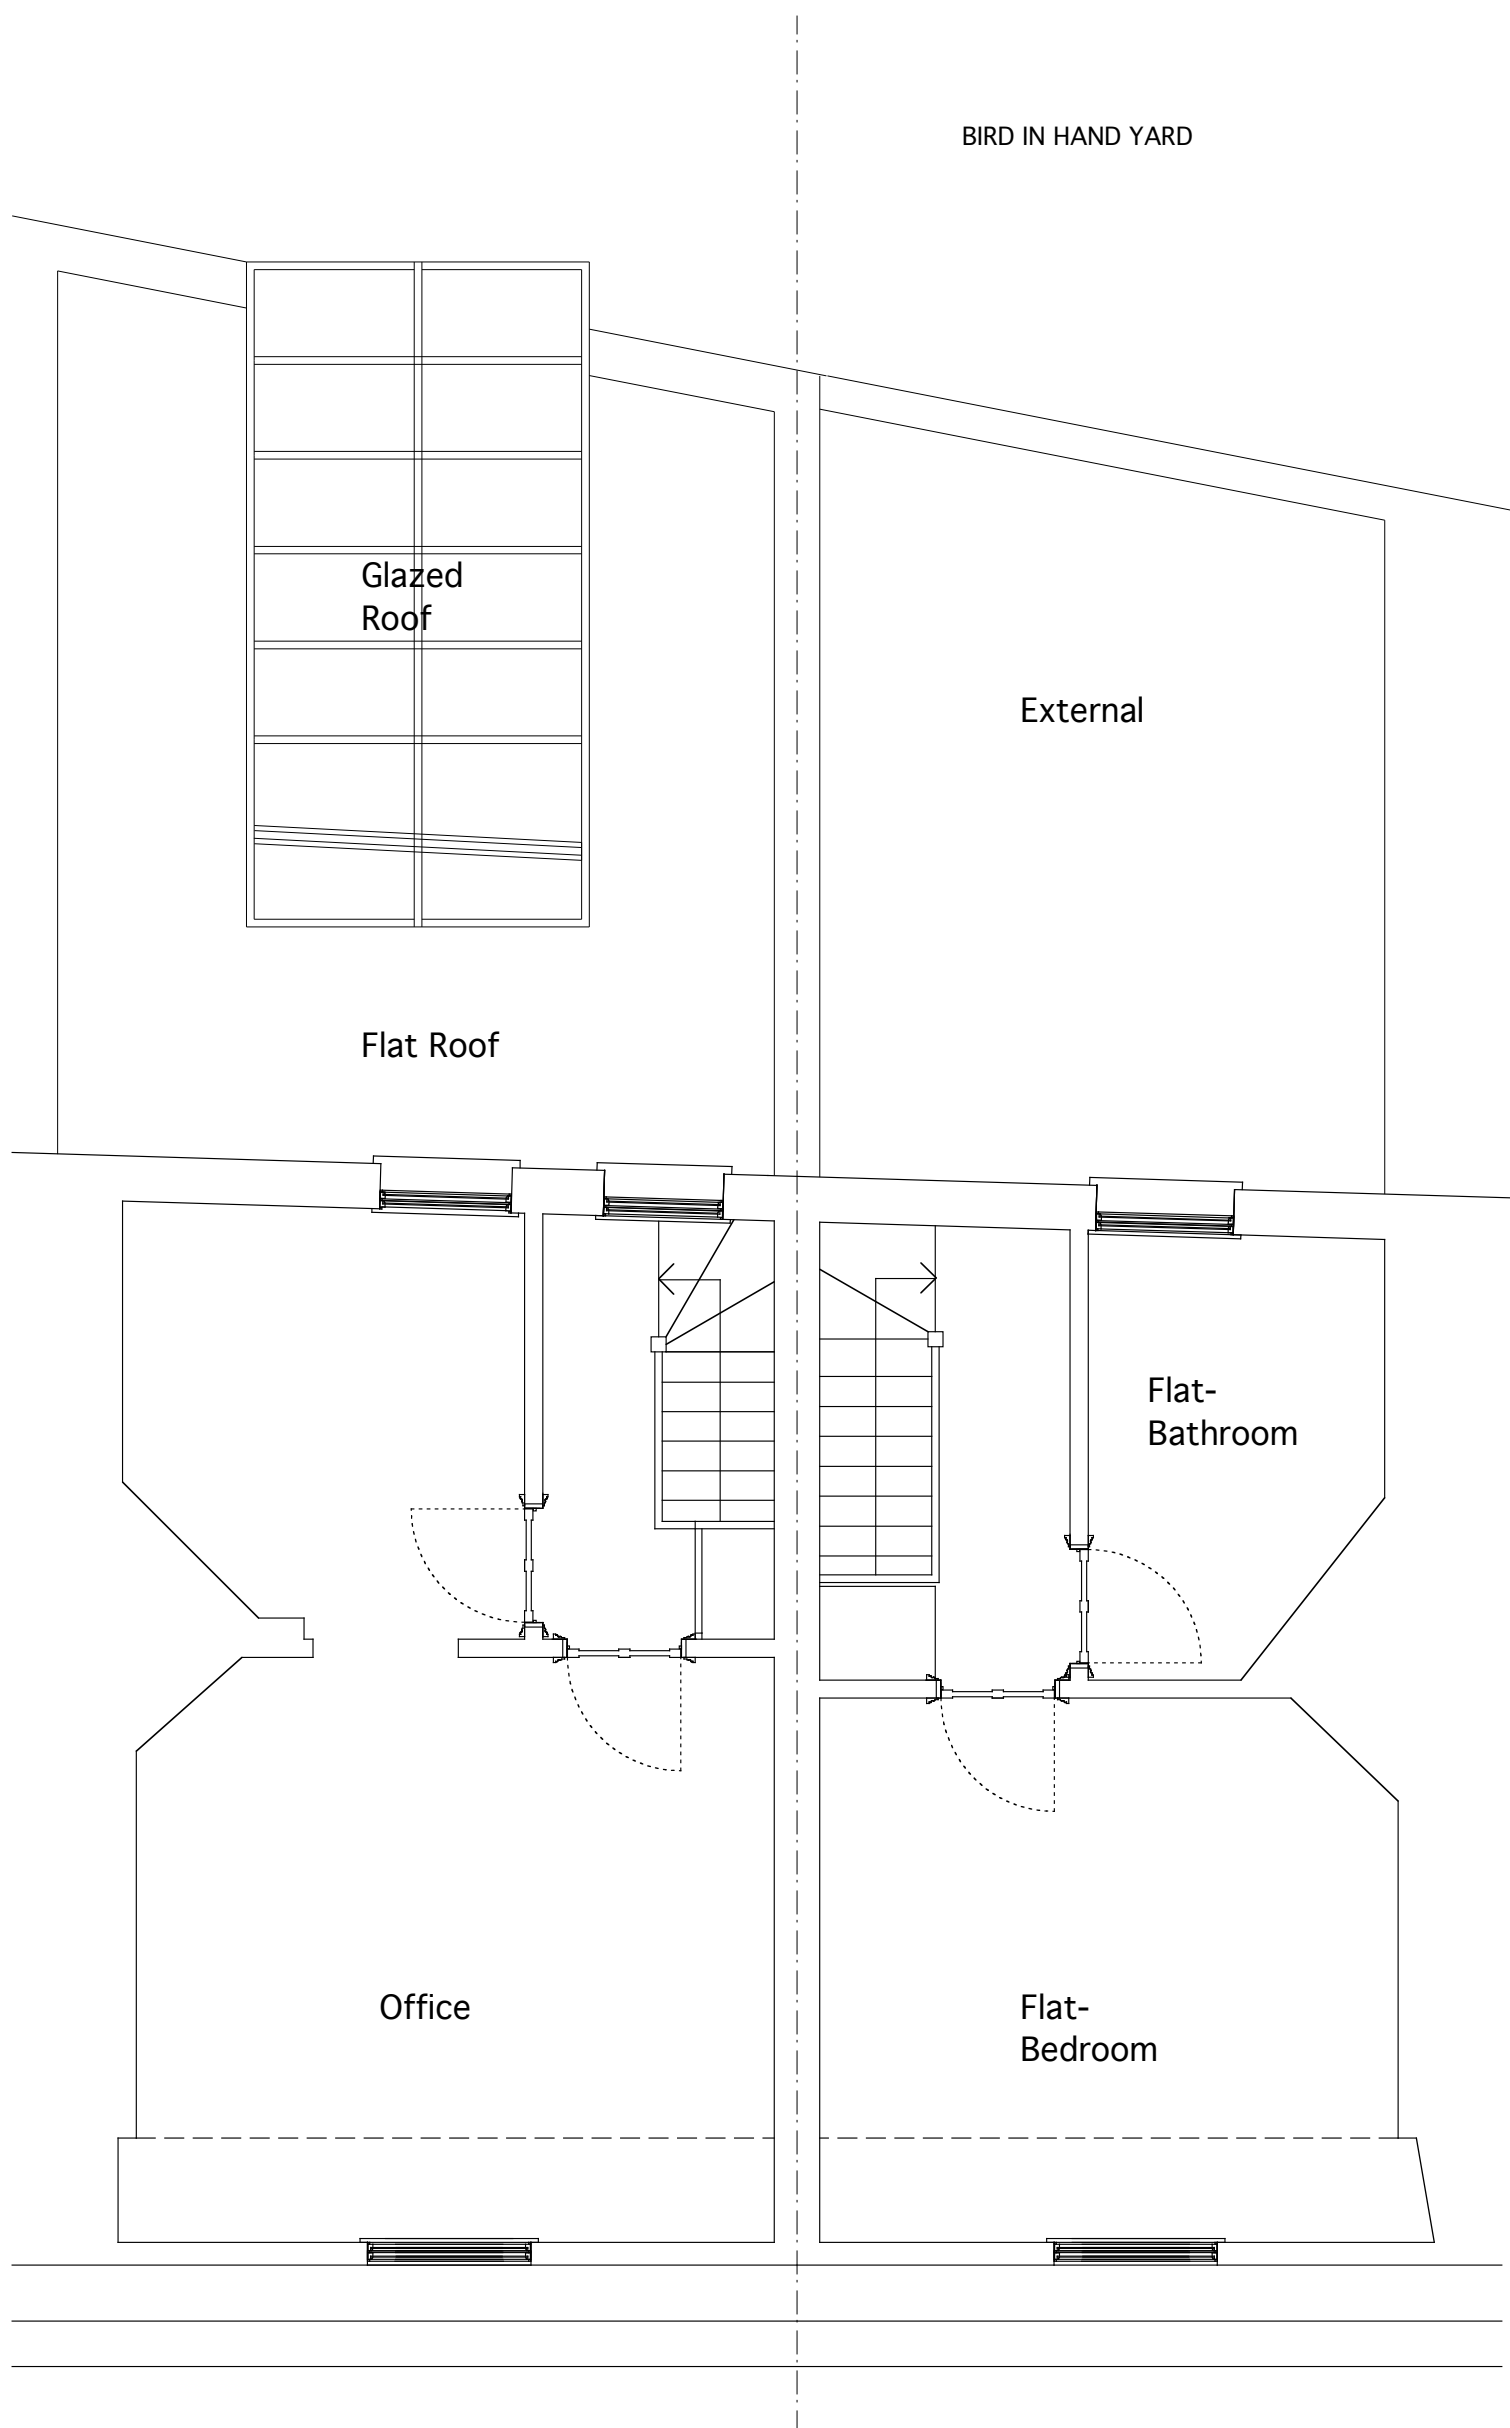 BIRD IN HAND YARD
Glazed
Roof
External
Flat Roof
Flat-
Bathroom
Office
Flat-
Bedroom